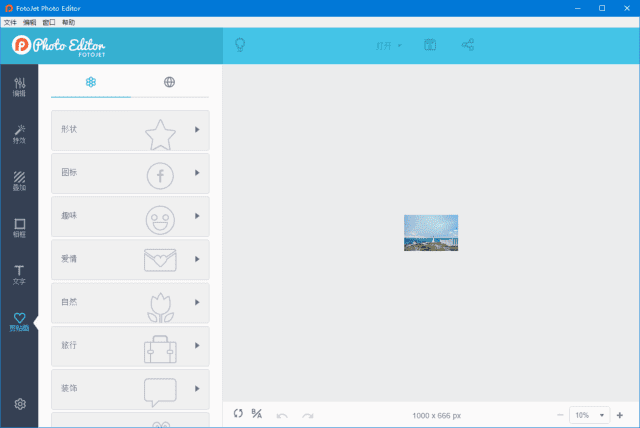 FotoJet Photo Editor
文件 编辑 窗口 帮助
Photo Editor
FOTOJET
打开
编辑
特效
叠加
相框
文字
剪贴画
形状
图标
趣味
爱情
自然
旅行
装饰
1000 x 666 px
10%